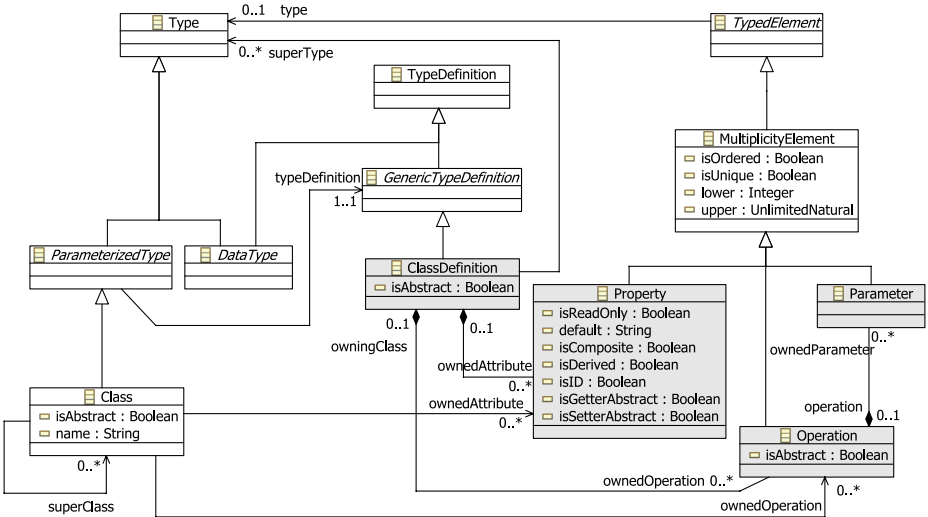 0..1 type
Type
TypedElement
0..* superType
TypeDefinition
MultiplicityElement
isOrdered : Boolean
isUnique : Boolean
lower : Integer
upper : UnlimitedNatural
typeDefinition
GenericTypeDefinition
1..1
ParameterizedType
DataType
ClassDefinition
isAbstract : Boolean
Property
isReadOnly : Boolean
default : String
isComposite : Boolean
isDerived : Boolean
isID : Boolean
isGetterAbstract : Boolean
isSetterAbstract : Boolean
Parameter
0..1
0..1
owningClass
0..*
ownedParameter
ownedAttribute
0..*
Class
isAbstract : Boolean
name : String
ownedAttribute
0..*
operation
0..1
Operation
isAbstract : Boolean
0..*
superClass
ownedOperation 0..*
0..*
ownedOperation